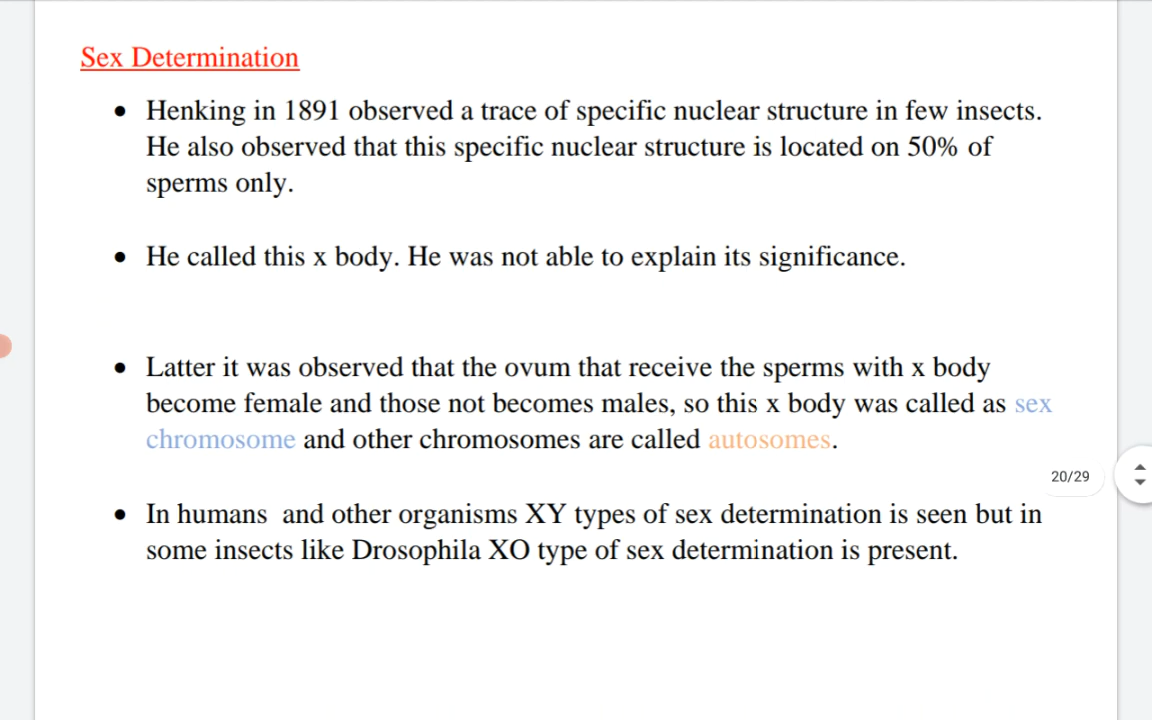 Sex Determination
• Henking in 1891 observed a trace of specific nuclear structure in few insects.
He also observed that this specific nuclear structure is located on 50% of
sperms only.
• He called this x body. He was not able to explain its significance.
• Latter it was observed that the ovum that receive the sperms with x body
become female and those not becomes males, so this x body was called as sex
chromosome and other chromosomes are called autosomes.
20/29
• In humans  and other organisms XY types of sex determination is seen but in
some insects like Drosophila XO type of sex determination is present.